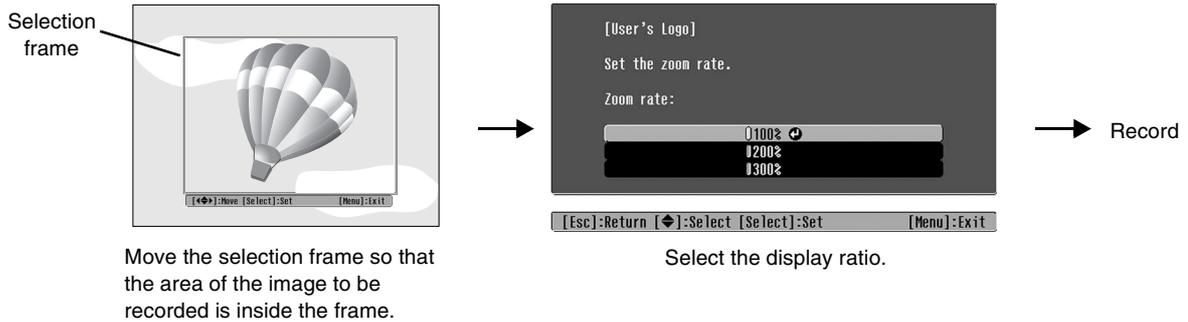 Selection
frame
[◀◆▶]:Move [Select]:Set [Menu]:Exit
Move the selection frame so that
the area of the image to be
recorded is inside the frame.
[User's Logo]
Set the zoom rate.
Zoom rate:
100%
200%
300%
[Esc]:Return [◆]:Select [Select]:Set [Menu]:Exit
Select the display ratio.
Record